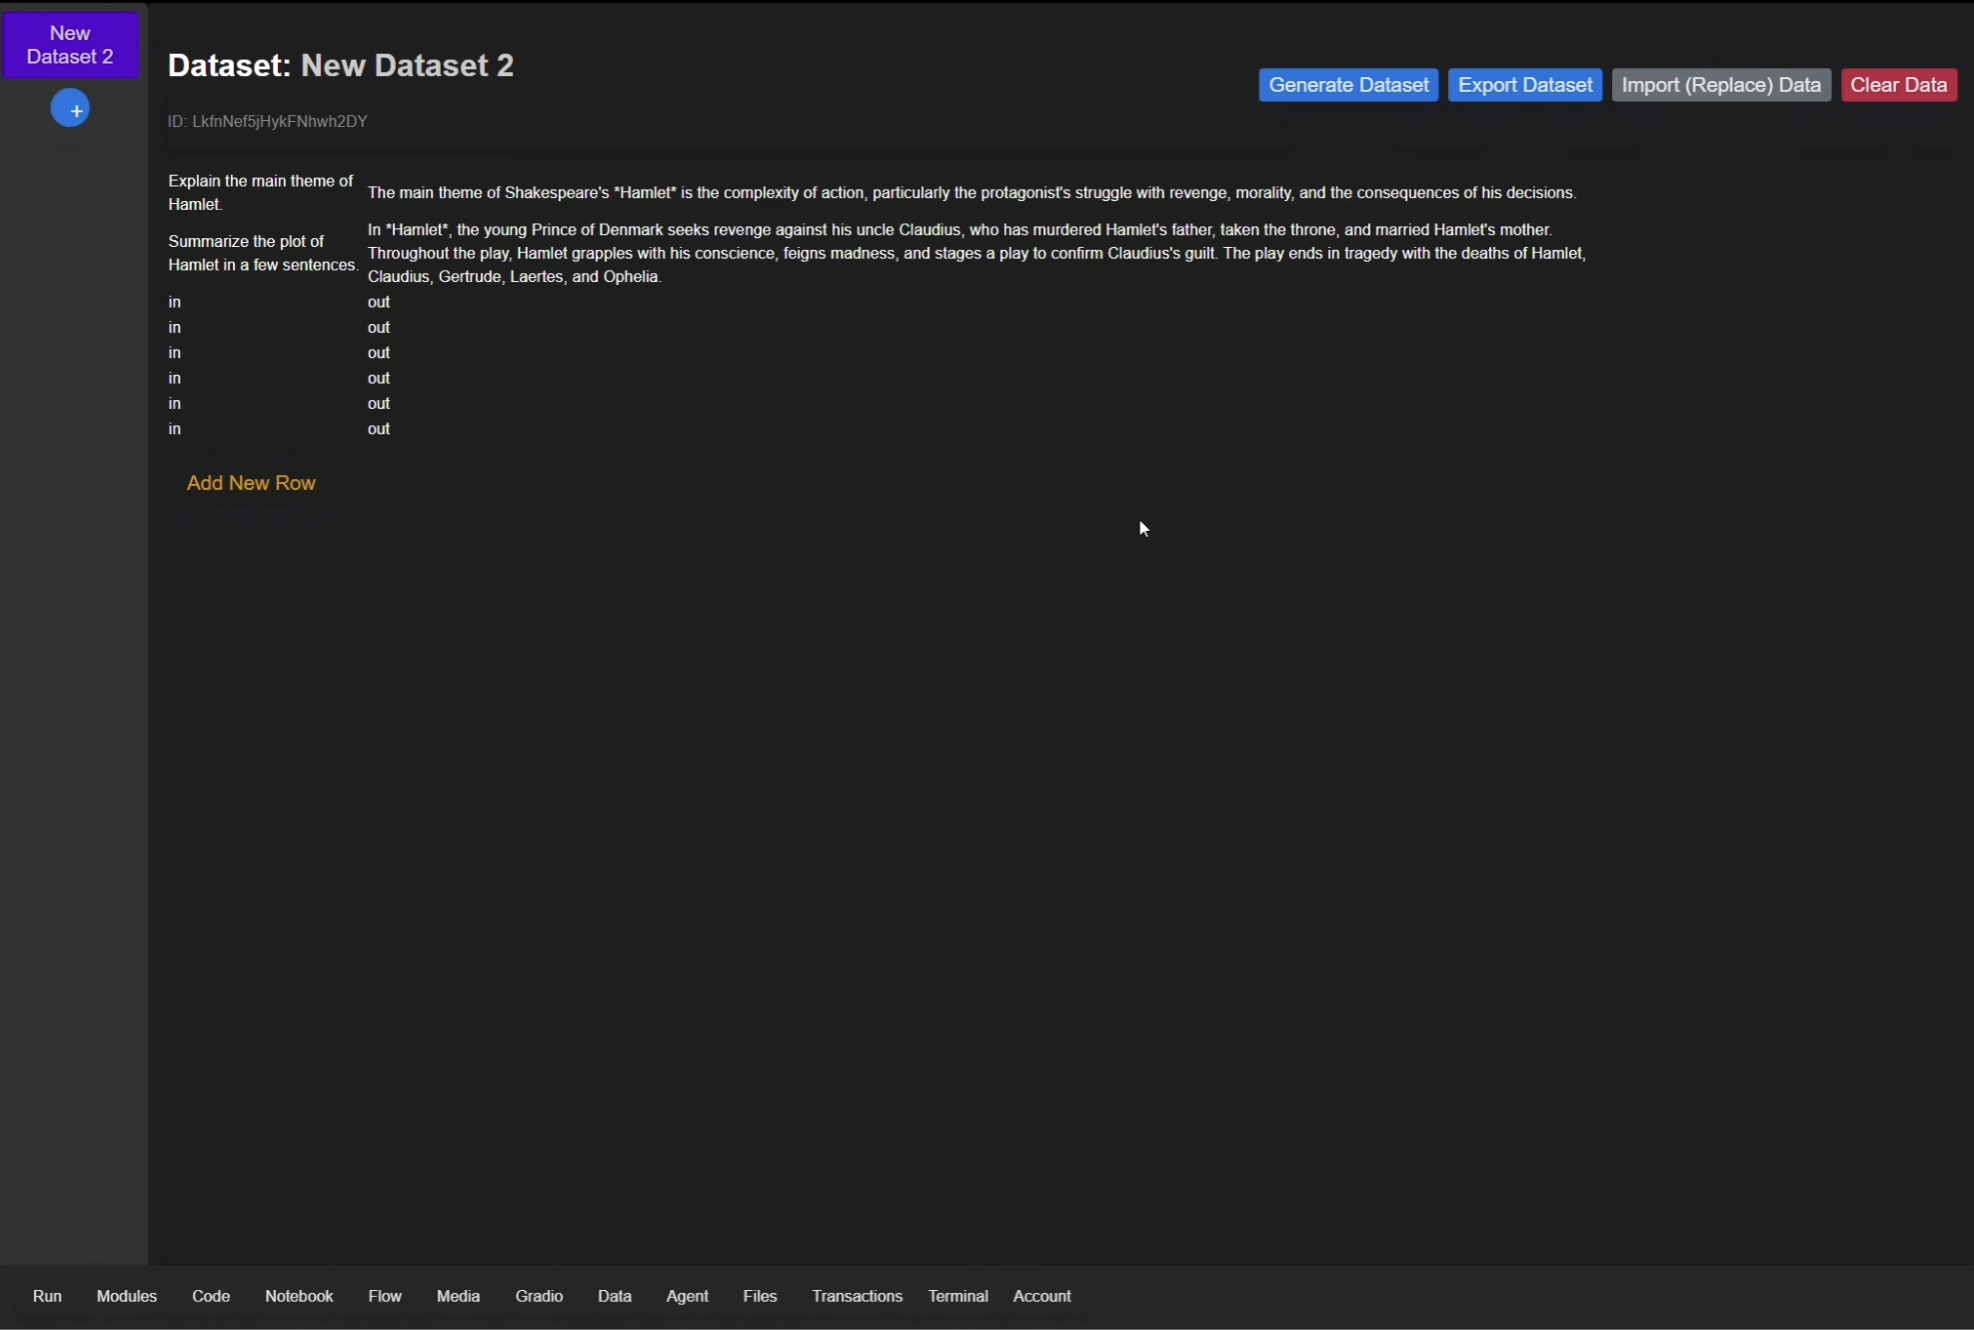 New
Dataset 2
+
Dataset: New Dataset 2
Generate Dataset
Export Dataset
Import (Replace) Data
Clear Data
ID: LkfnNef5jHykFNhwh2DY
Explain the main theme of
Hamlet.
The main theme of Shakespeare's *Hamlet* is the complexity of action, particularly the protagonist's struggle with revenge, morality, and the consequences of his decisions.
Summarize the plot of
Hamlet in a few sentences.
In *Hamlet*, the young Prince of Denmark seeks revenge against his uncle Claudius, who has murdered Hamlet's father, taken the throne, and married Hamlet's mother.
Throughout the play, Hamlet grapples with his conscience, feigns madness, and stages a play to confirm Claudius's guilt. The play ends in tragedy with the deaths of Hamlet,
Claudius, Gertrude, Laertes, and Ophelia.
in out
in out
in out
in out
in out
in out
Add New Row
Run Modules Code Notebook Flow Media Gradio Data Agent Files Transactions Terminal Account